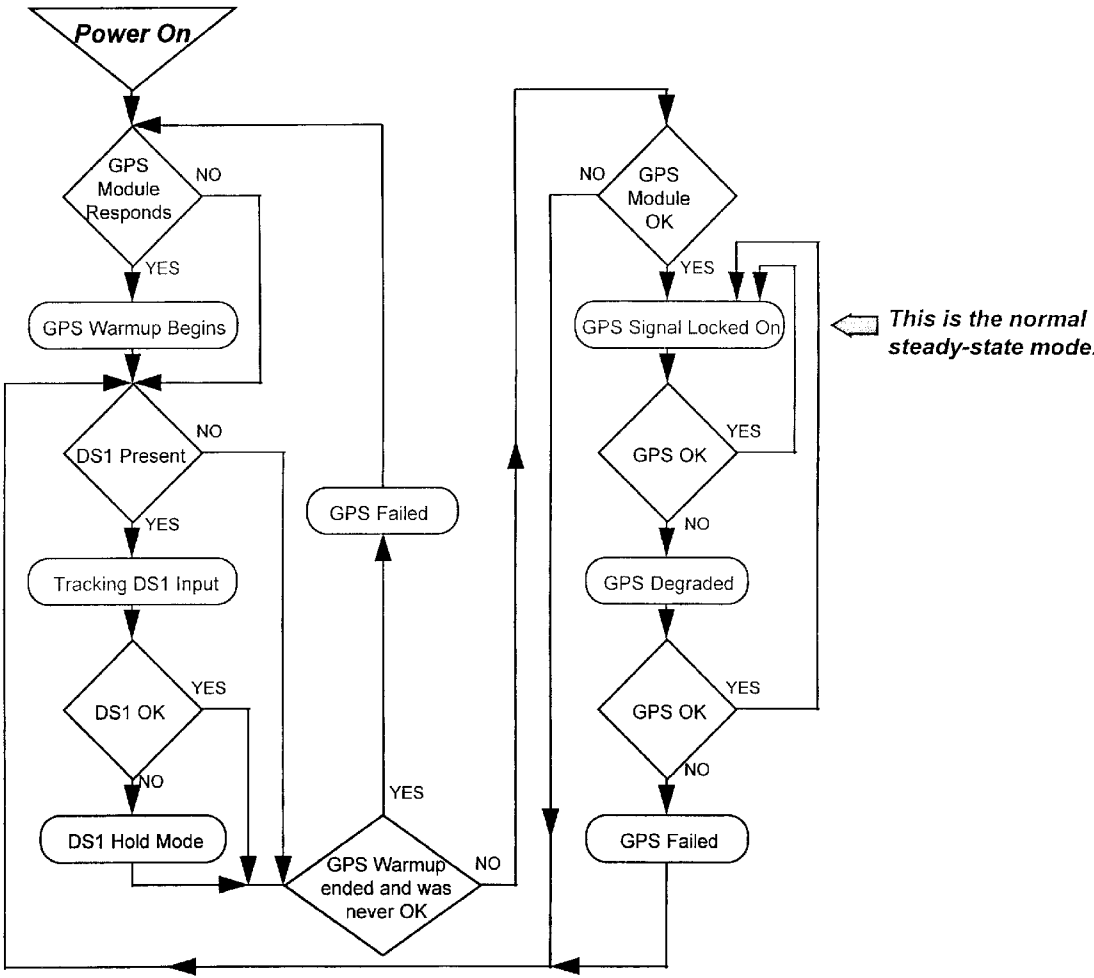 Power On
GPS
Module
Responds
NO
YES
GPS Warmup Begins
DS1 Present
NO
YES
Tracking DS1 Input
DS1 OK
YES
NO
DS1 Hold Mode
GPS Failed
YES
GPS Warmup
ended and was
never OK
NO
NO
GPS
Module
OK
YES
GPS Signal Locked On
This is the normal
steady-state mode.
GPS OK
YES
NO
GPS Degraded
GPS OK
YES
NO
GPS Failed